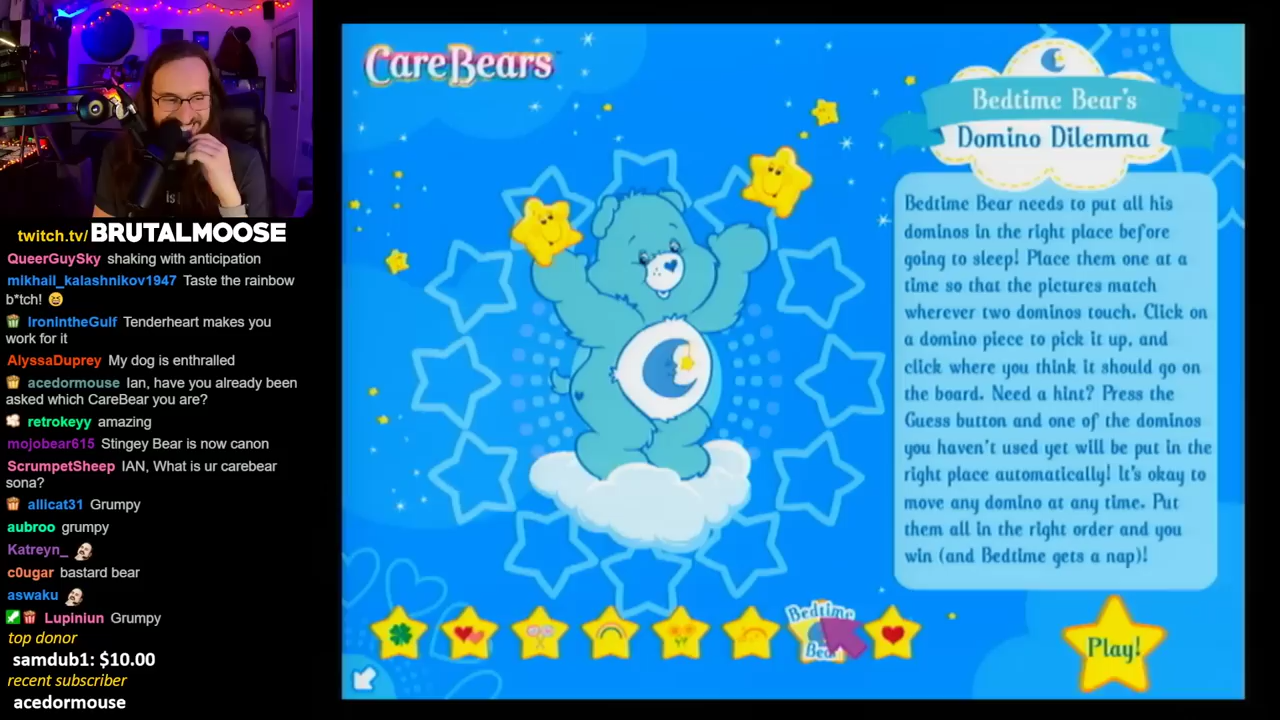 twitch.tv/BRUTALMOOSE
QueerGuySky shaking with anticipation
mikhail_kalashnikov1947 Taste the rainbow
b*tch!
IronintheGulf Tenderheart makes you
work for it
AlyssaDuprey My dog is enthralled
acedormouse Ian, have you already been
asked which CareBear you are?
retrokeyy amazing
mojobear615 Stingey Bear is now canon
ScrumpetSheep IAN, What is ur carebear
sona?
allicat31 Grumpy
aubroo grumpy
Katreyn_
c0ugar bastard bear
aswaku
Lupiniun Grumpy
top donor
samdub1: $10.00
recent subscriber
acedormouse
Care Bears
Bedtime Bear's
Domino Dilemma
Bedtime Bear needs to put all his
dominos in the right place before
going to sleep! Place them one at a
time so that the pictures match
wherever two dominos touch. Click on
a domino piece to pick it up, and
click where you think it should go on
the board. Need a hint? Press the
Guess button and one of the dominos
you haven't used yet will be put in the
right place automatically! It's okay to
move any domino at any time. Put
them all in the right order and you
win (and Bedtime gets a nap)!
Bedtime
Bear
Play!